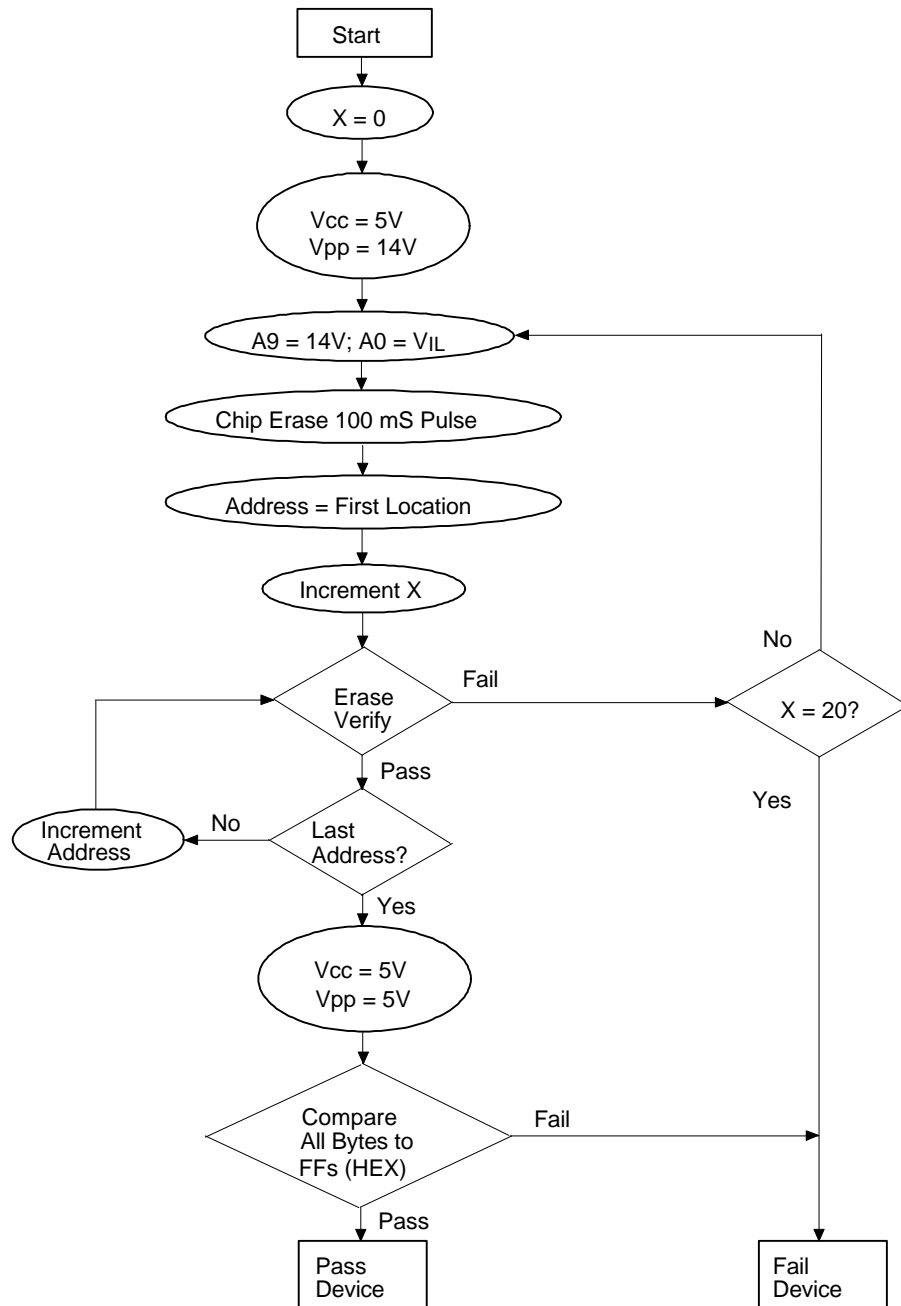 Start
X = 0
Vcc = 5V
Vpp = 14V
A9 = 14V; A0 = VIL
Chip Erase 100 mS Pulse
Address = First Location
Increment X
No
Erase
Verify
Fail
X = 20?
Pass
Yes
Increment
Address
No
Last
Address?
Yes
Vcc = 5V
Vpp = 5V
Compare
All Bytes to
FFs (HEX)
Fail
Pass
Pass
Device
Fail
Device